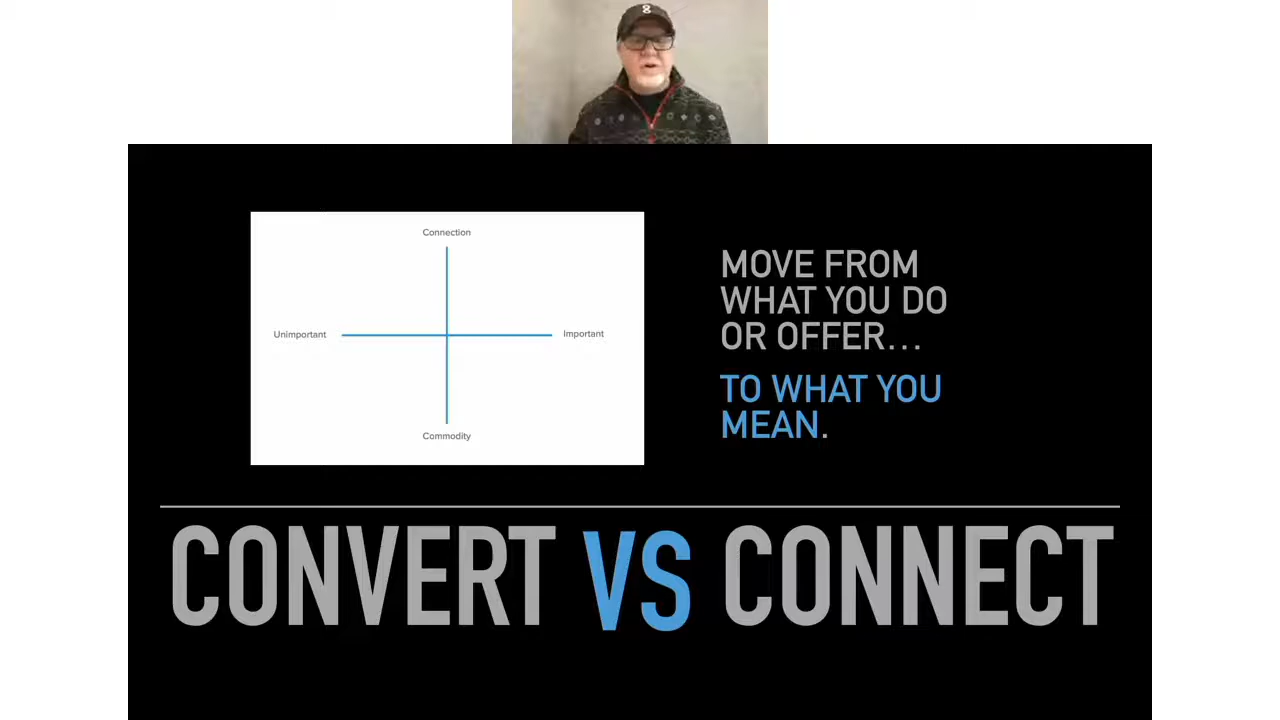 Connection
Unimportant
Important
Commodity
MOVE FROM
WHAT YOU DO
OR OFFER…
TO WHAT YOU
MEAN.
CONVERT VS CONNECT